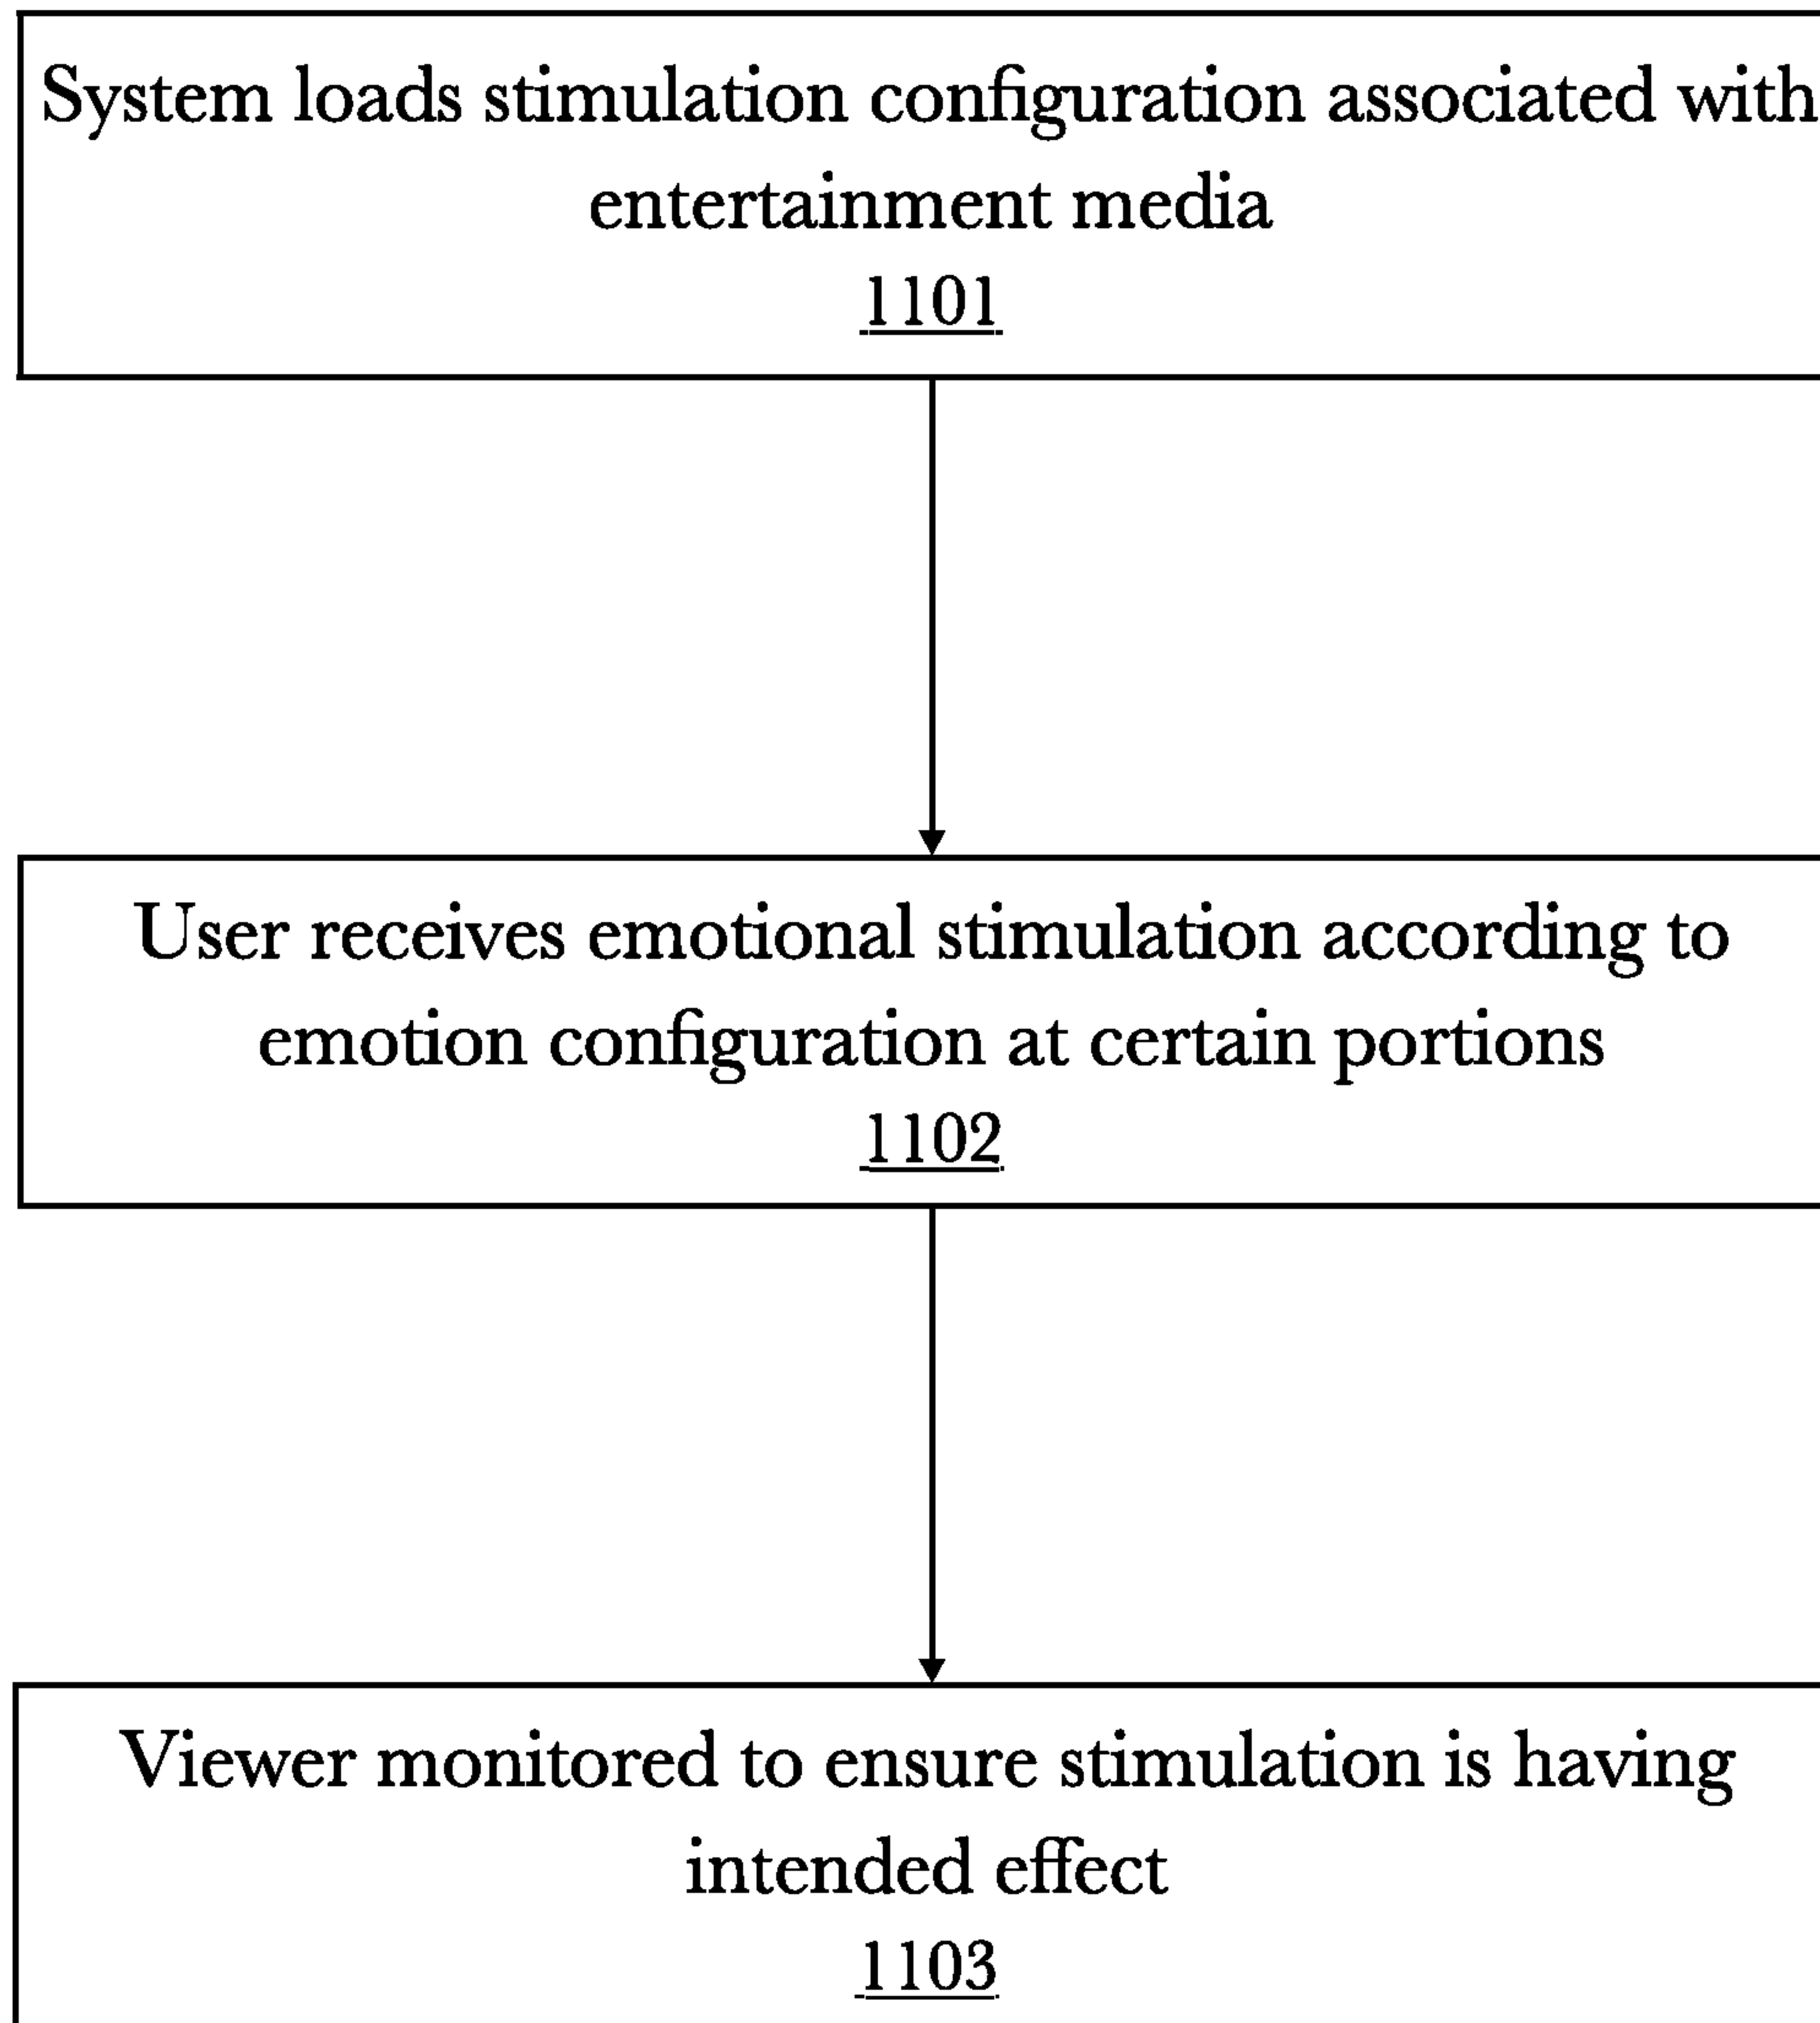 System loads stimulation configuration associated with
entertainment media
1101
User receives emotional stimulation according to
emotion configuration at certain portions
1102
Viewer monitored to ensure stimulation is having
intended effect
1103